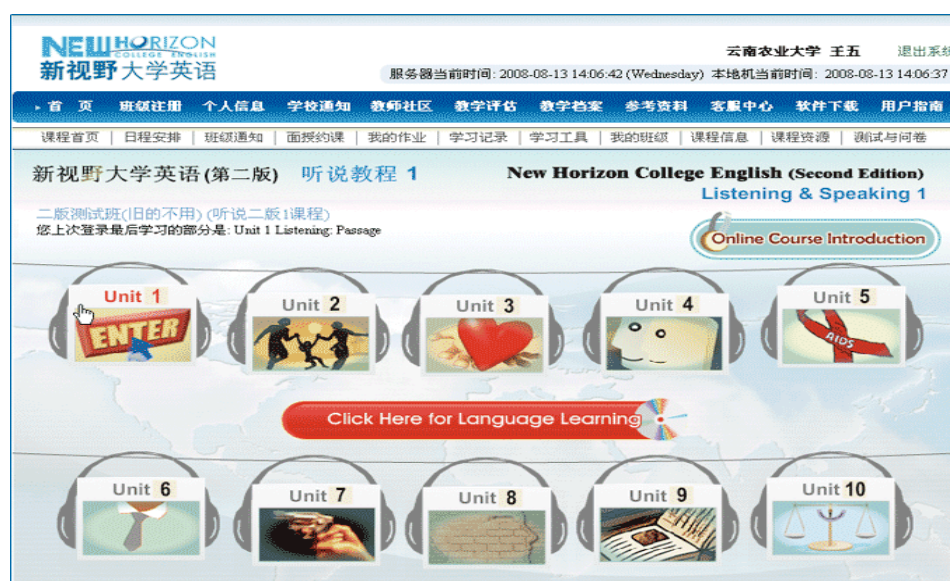 NEW HORIZON
COLLEGE ENGLISH
新视野大学英语
云南农业大学 王五 退出系统
服务器当前时间: 2008-08-13 14:06:42 (Wednesday) 本地机当前时间: 2008-08-13 14:06:37
首 页 班级注册 个人信息 学校通知 教师社区 教学评估 教学档案 参考资料 客服中心 软件下载 用户指南
课程首页 | 日程安排 | 班级通知 | 面授约课 | 我的作业 | 学习记录 | 学习工具 | 我的班级 | 课程信息 | 课程资源 | 测试与问卷
新视野大学英语(第二版) 听说教程 1 New Horizon College English (Second Edition)
Listening & Speaking 1
二版测试班(旧的不用) (听说二版1课程)
您上次登录最后学习的部分是: Unit 1 Listening: Passage
Online Course Introduction
Unit 1 Unit 2 Unit 3 Unit 4 Unit 5
ENTER
AIDS
Click Here for Language Learning
Unit 6 Unit 7 Unit 8 Unit 9 Unit 10